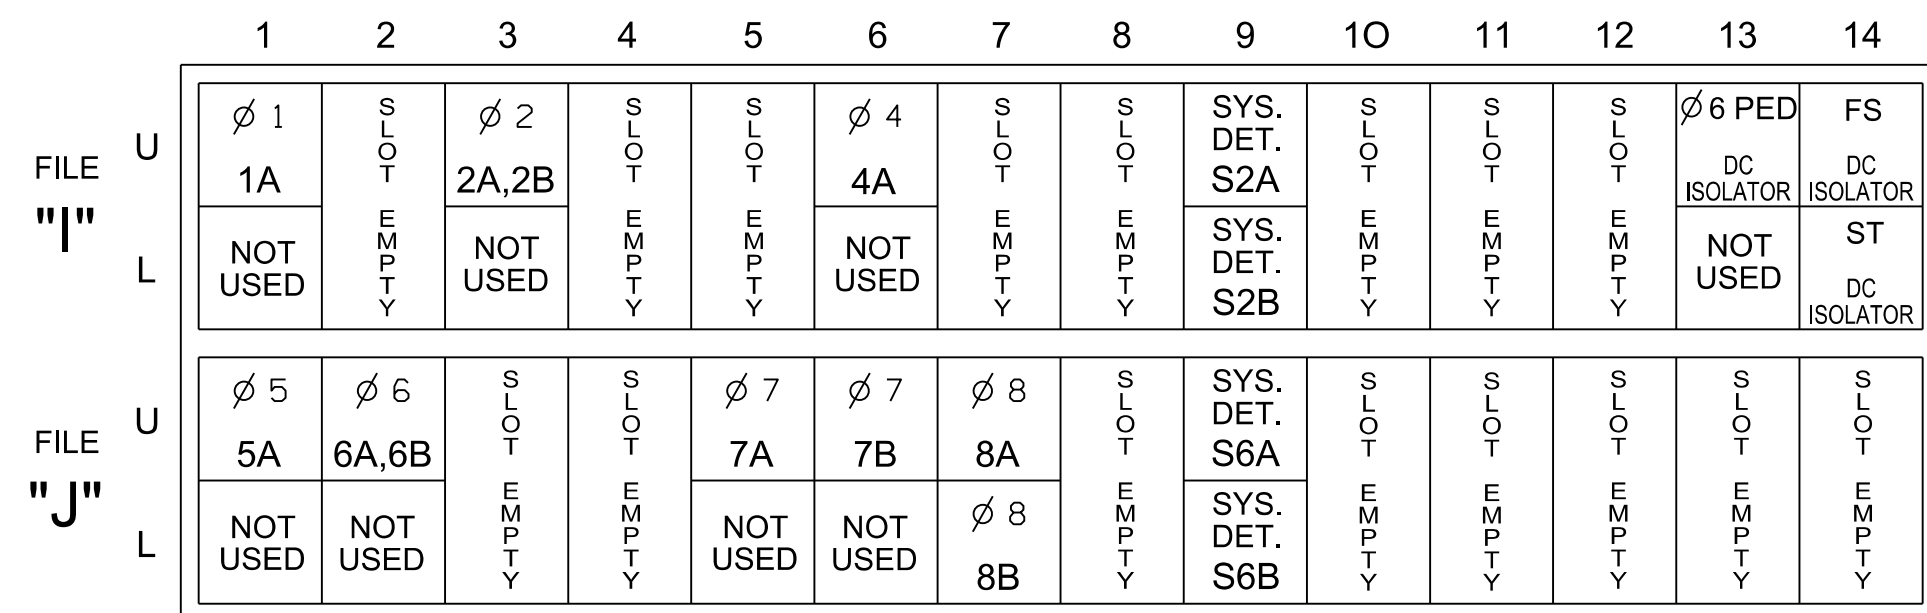 1 2 3 4 5 6 7 8 9 10 11 12 13 14
FILE "I"
U
Ø 1 1A
SLOT EMPTY
Ø 2 2A,2B
SLOT EMPTY
SLOT EMPTY
Ø 4 4A
SLOT EMPTY
SLOT EMPTY
SYS. DET. S2A
SLOT EMPTY
SLOT EMPTY
SLOT EMPTY
Ø 6 PED DC ISOLATOR
FS DC ISOLATOR
L
NOT USED
NOT USED
NOT USED
SYS. DET. S2B
NOT USED
ST DC ISOLATOR
FILE "J"
U
Ø 5 5A
Ø 6 6A,6B
SLOT EMPTY
SLOT EMPTY
Ø 7 7A
Ø 7 7B
Ø 8 8A
SLOT EMPTY
SYS. DET. S6A
SLOT EMPTY
SLOT EMPTY
SLOT EMPTY
SLOT EMPTY
SLOT EMPTY
L
NOT USED
NOT USED
NOT USED
NOT USED
Ø 8 8B
SYS. DET. S6B